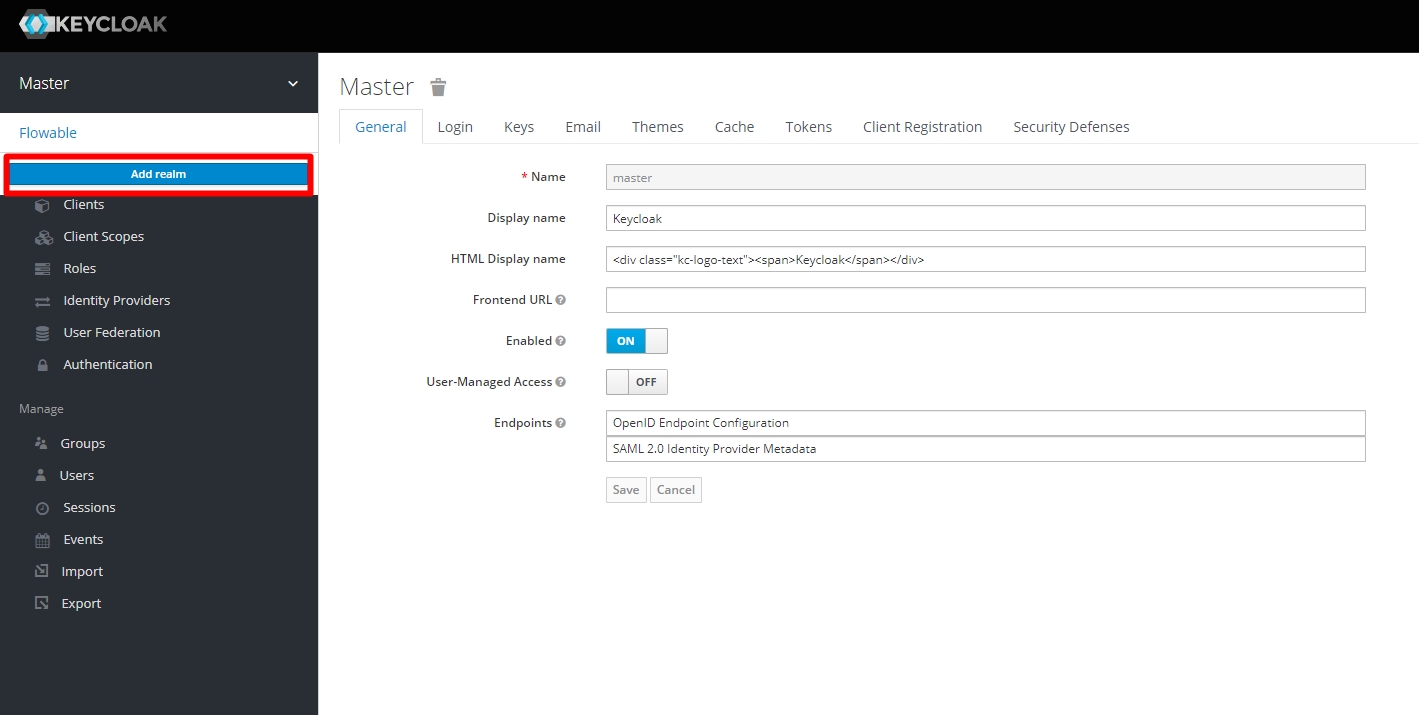 KEYCLOAK
Master
Flowable
Add realm
Clients
Client Scopes
Roles
Identity Providers
User Federation
Authentication
Manage
Groups
Users
Sessions
Events
Import
Export
Master
General Login Keys Email Themes Cache Tokens Client Registration Security Defenses
* Name master
Display name Keycloak
HTML Display name <div class="kc-logo-text"><span>Keycloak</span></div>
Frontend URL
Enabled ON
User-Managed Access OFF
Endpoints OpenID Endpoint Configuration
SAML 2.0 Identity Provider Metadata
Save Cancel